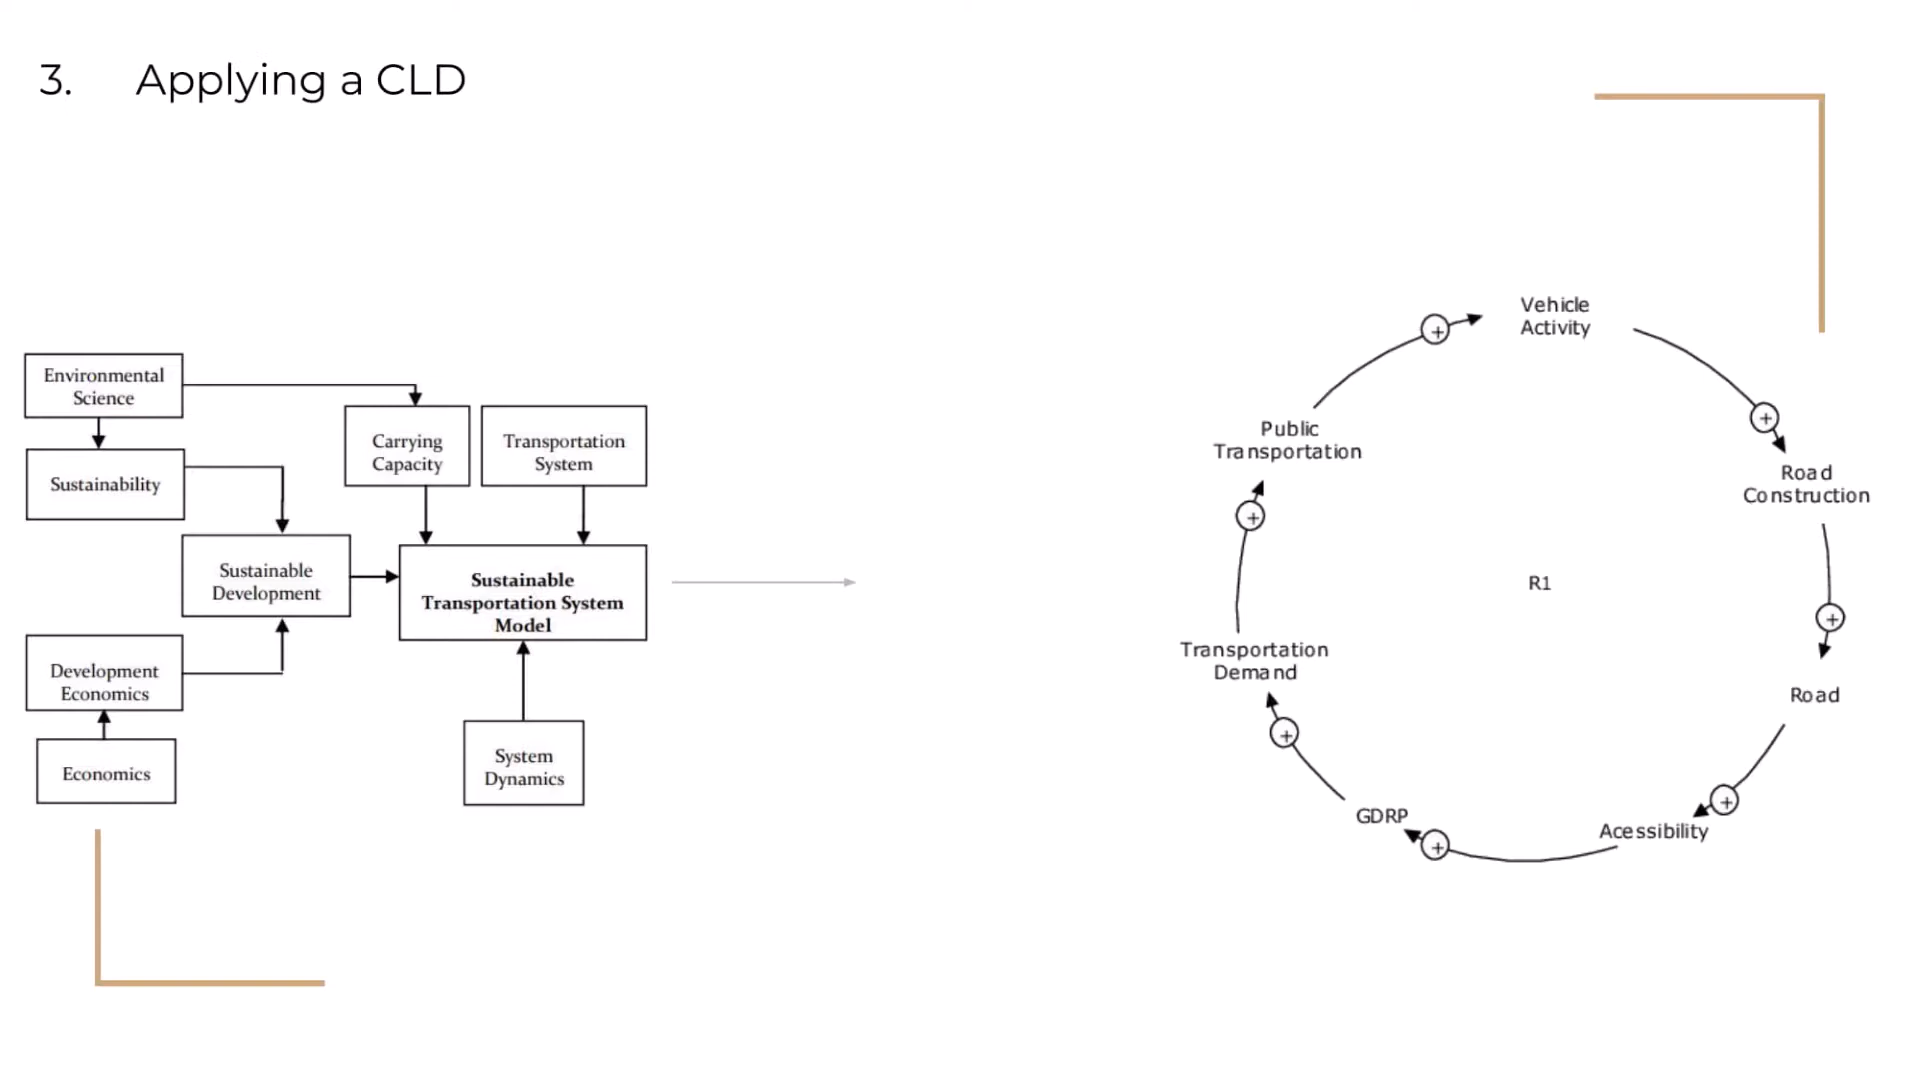 3. Applying a CLD
Environmental
Science
Sustainability
Carrying
Capacity
Transportation
System
Sustainable
Development
Sustainable
Transportation System
Model
Development
Economics
Economics
System
Dynamics
Vehicle
Activity
+
Road
Construction
+
Road
+
Acessibility
+
GDRP
+
Transportation
Demand
+
Public
Transportation
+
R1